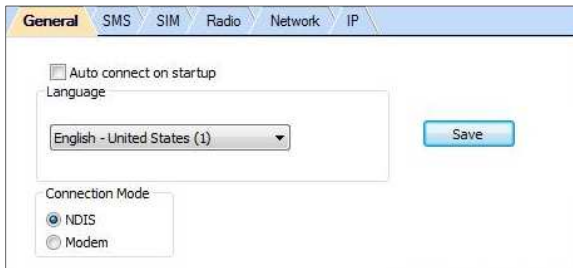 General SMS SIM Radio Network IP
Auto connect on startup
Language
English - United States (1)
Save
Connection Mode
NDIS
Modem